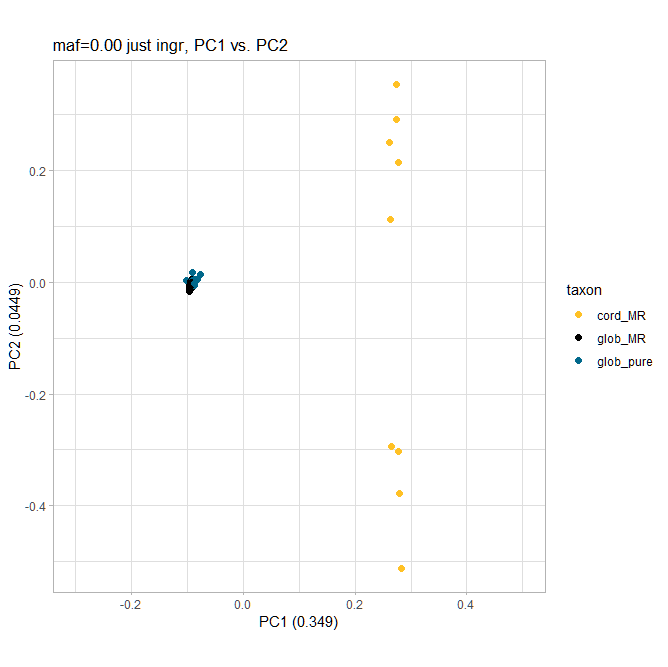 maf=0.00 just ingr, PC1 vs. PC2
0.2
0.0
-0.2
-0.4
PC2 (0.0449)
-0.2
0.0
0.2
0.4
PC1 (0.349)
taxon
cord_MR
glob_MR
glob_pure